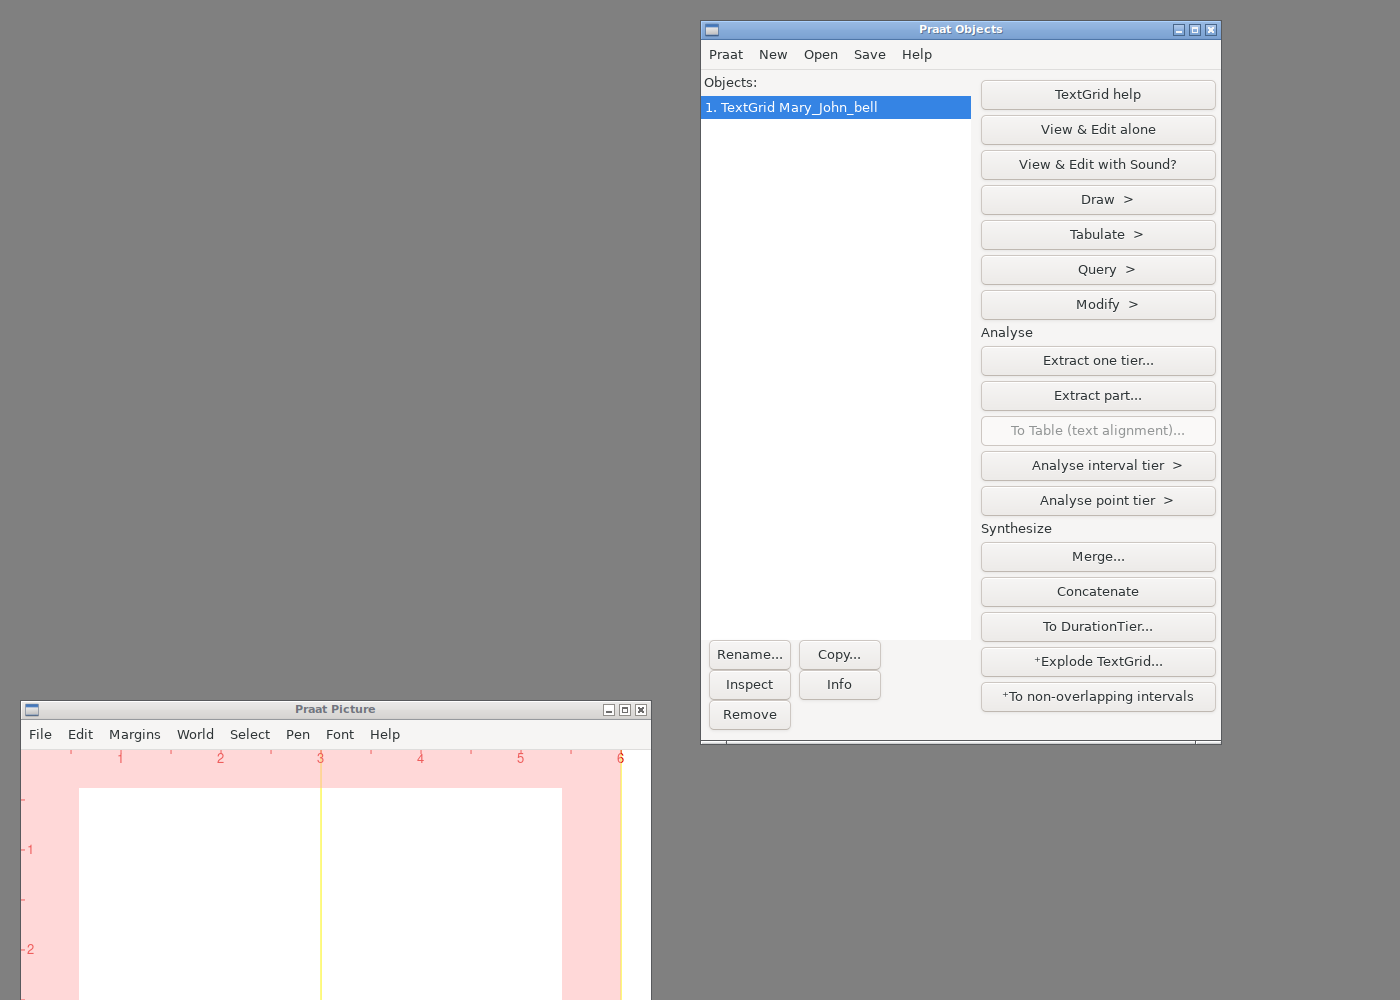 Praat Objects
Praat New Open Save Help
Objects:
1. TextGrid Mary_John_bell
TextGrid help
View & Edit alone
View & Edit with Sound?
Draw >
Tabulate >
Query >
Modify >
Analyse
Extract one tier...
Extract part...
To Table (text alignment)...
Analyse interval tier >
Analyse point tier >
Synthesize
Merge...
Concatenate
To DurationTier...
⁺Explode TextGrid...
⁺To non-overlapping intervals
Rename... Copy...
Inspect Info
Remove
Praat Picture
File Edit Margins World Select Pen Font Help
1 2 3 4 5 6
1
2